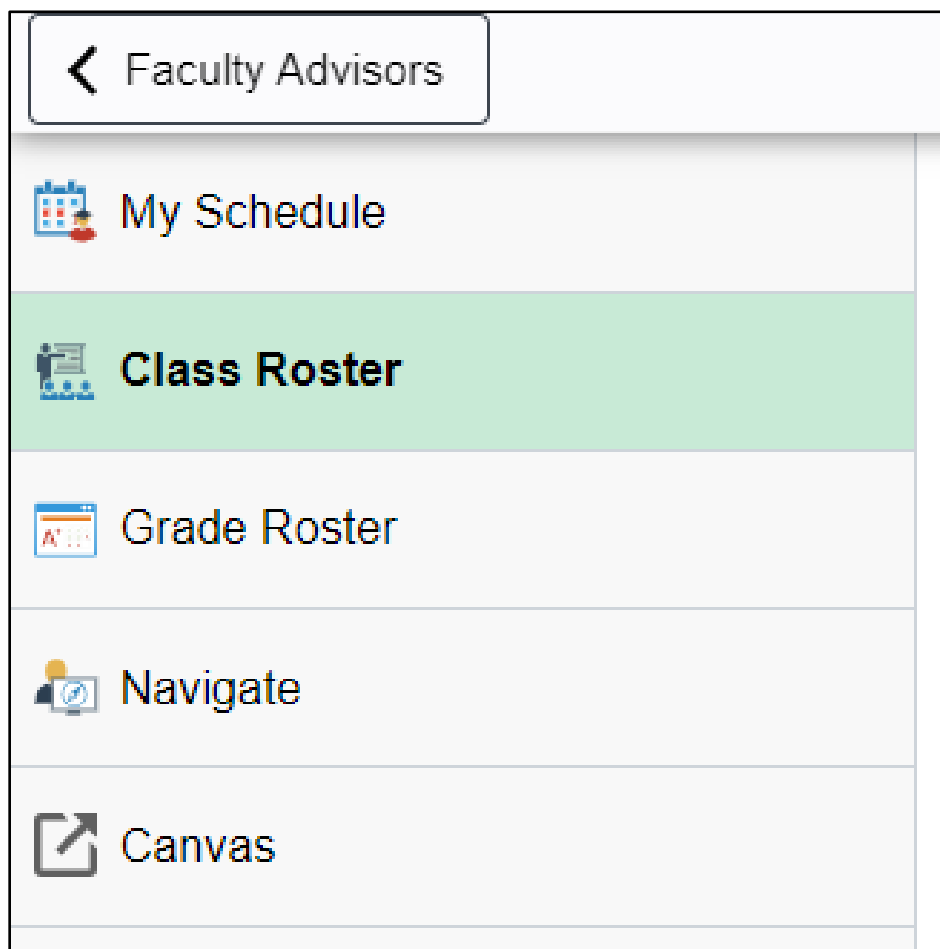 Faculty Advisors
My Schedule
Class Roster
Grade Roster
Navigate
Canvas